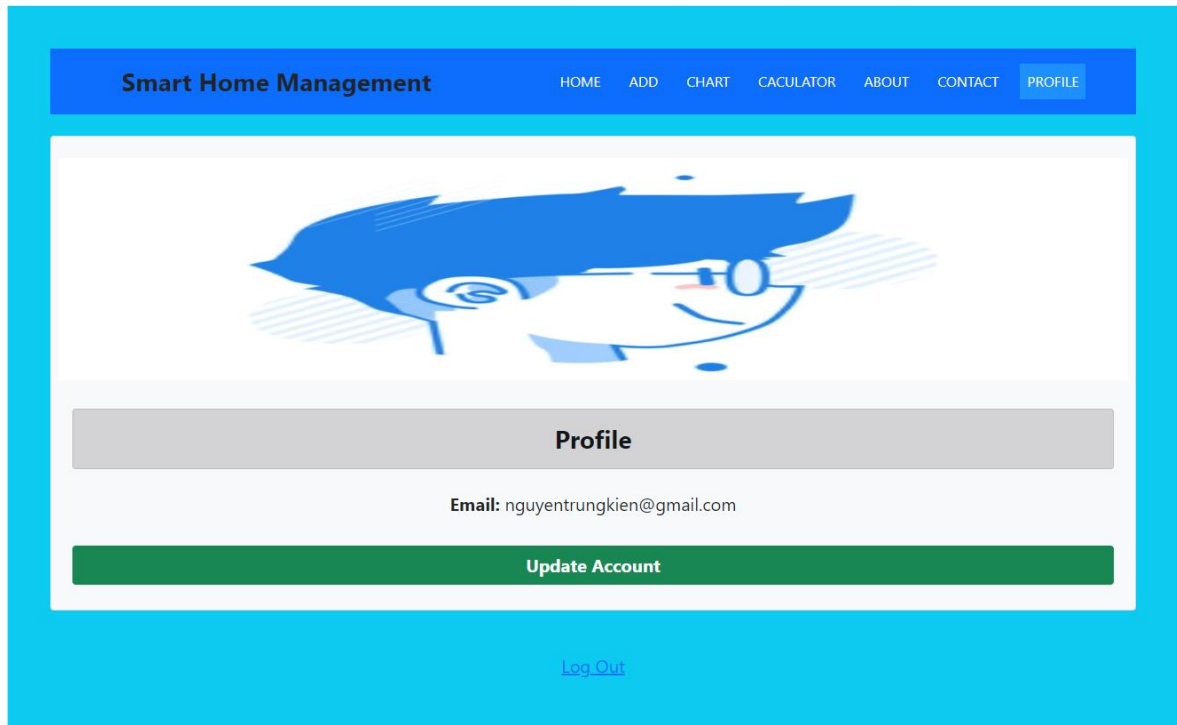 Smart Home Management
HOME ADD CHART CACULATOR ABOUT CONTACT PROFILE
Profile
Email: nguyentrungkien@gmail.com
Update Account
Log Out